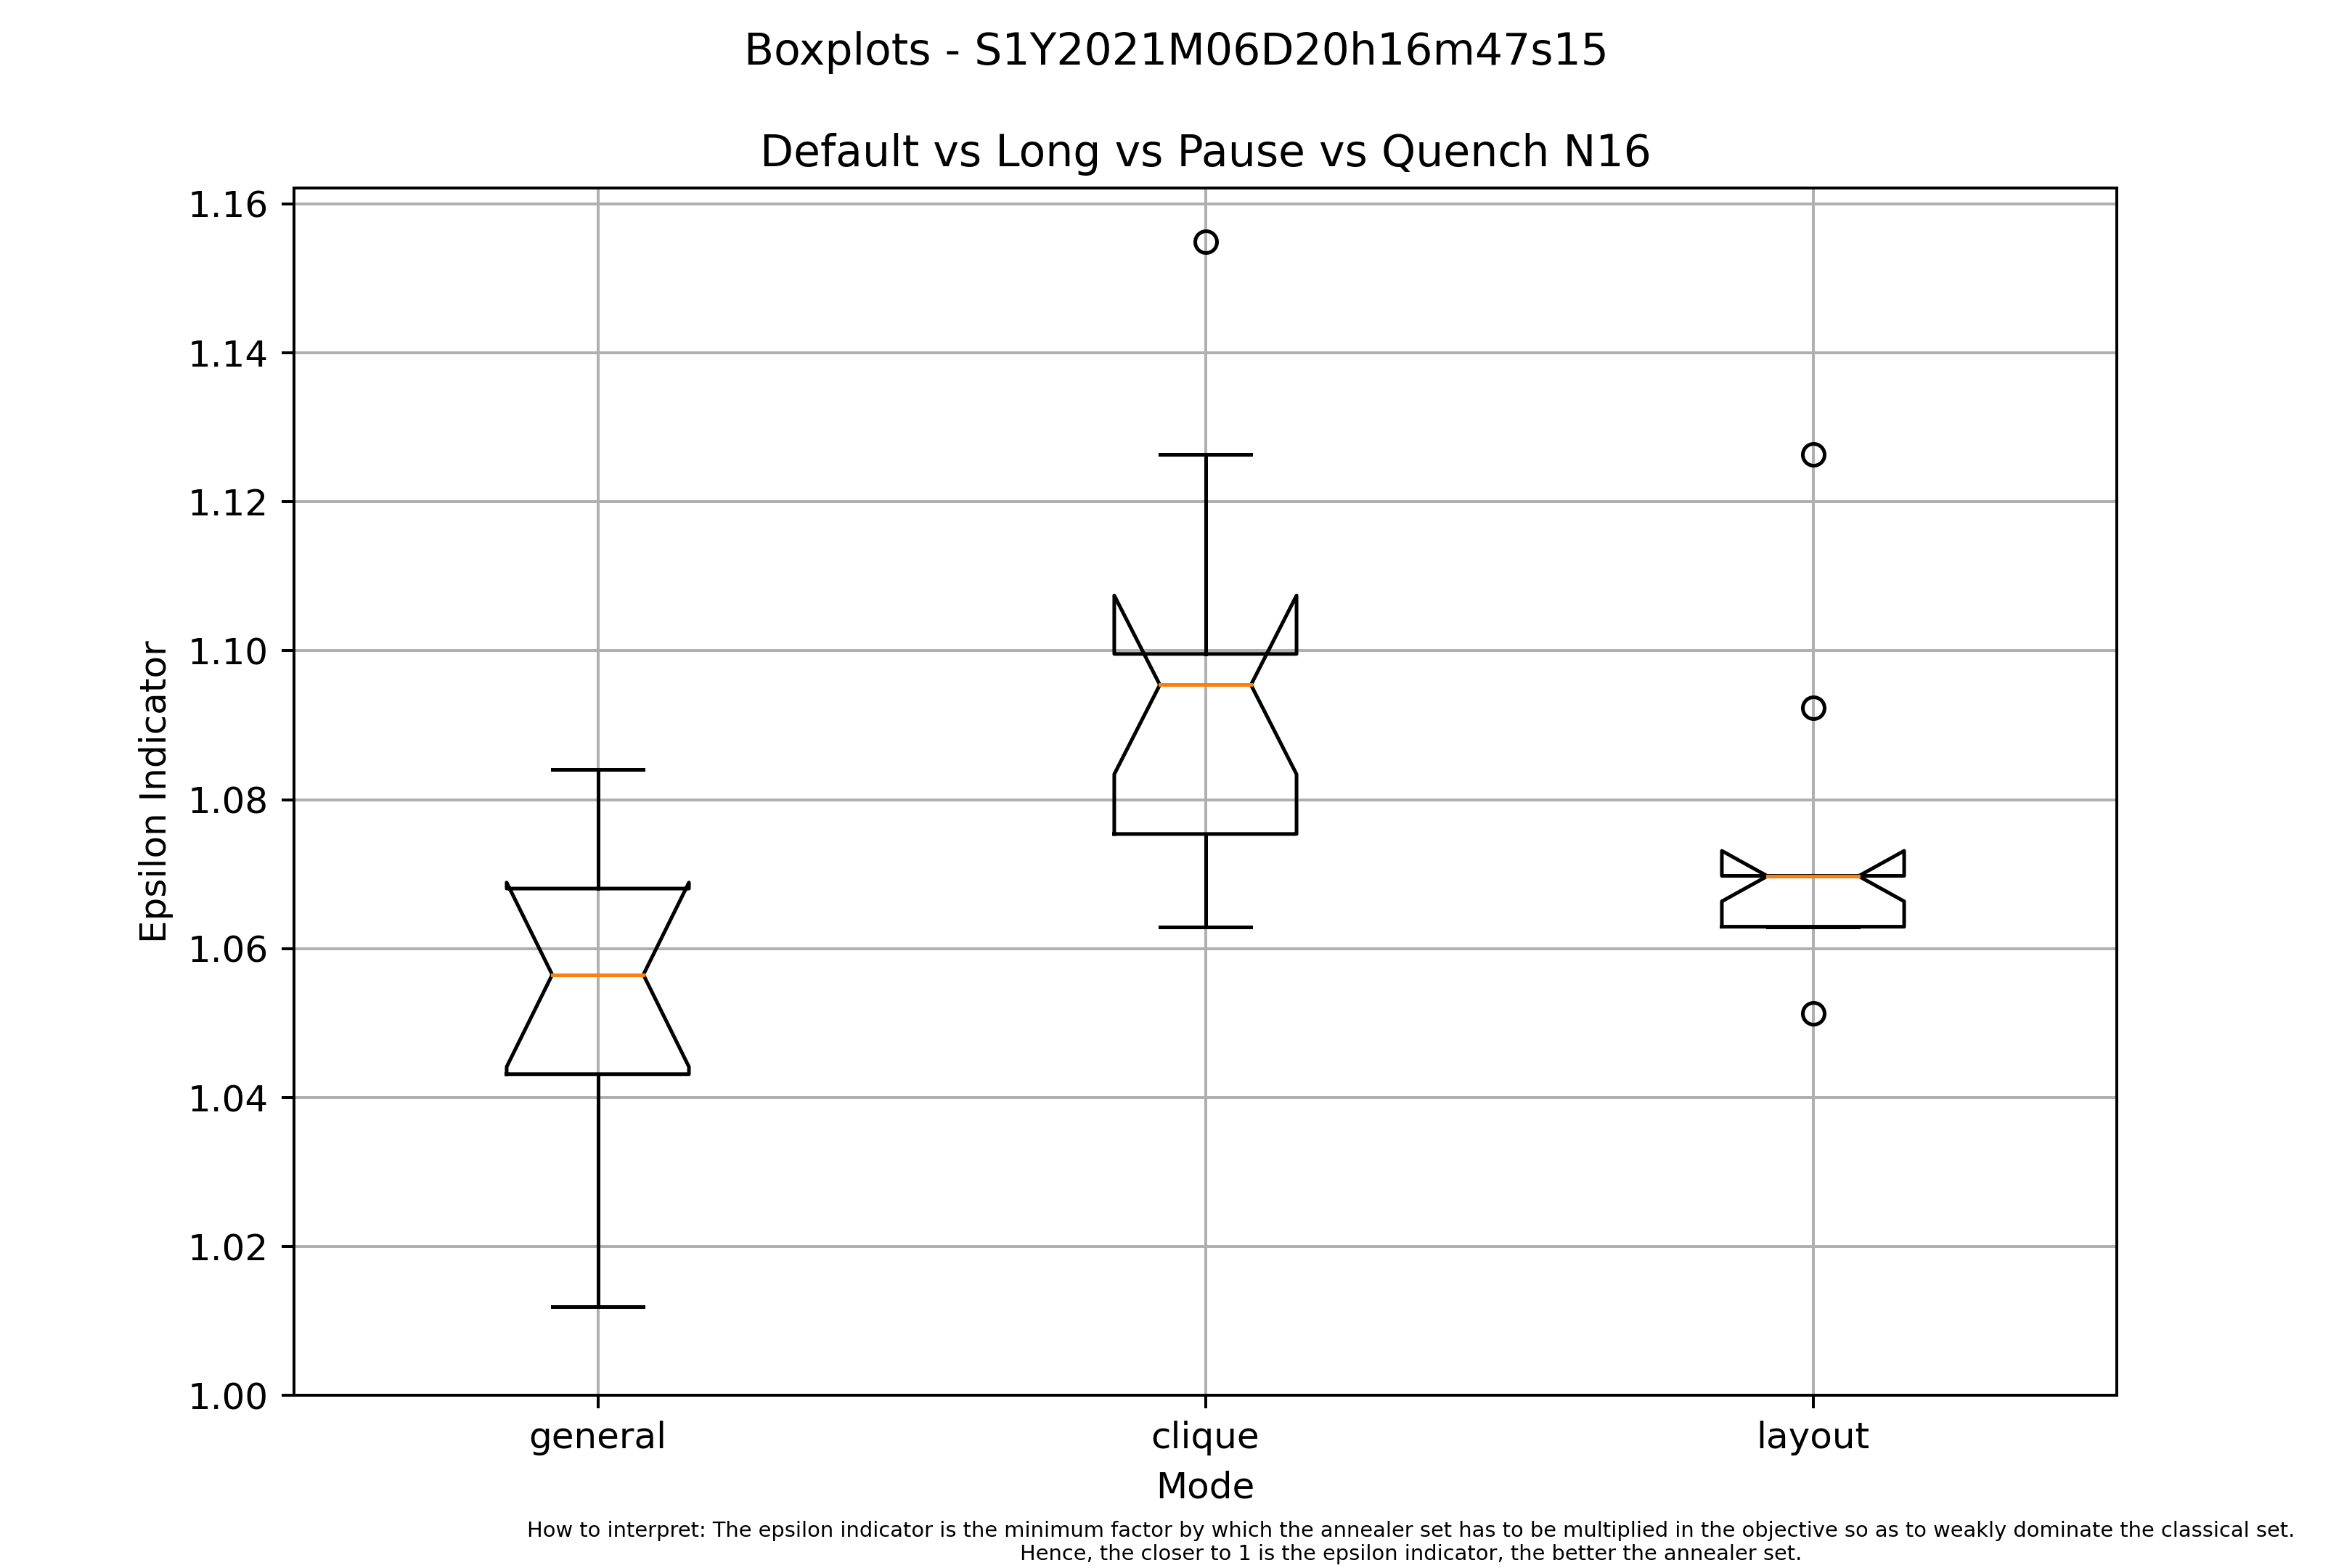 Boxplots - S1Y2021M06D20h16m47s15
Default vs Long vs Pause vs Quench N16
1.16
1.14
1.12
1.10
1.08
1.06
1.04
1.02
1.00
Epsilon Indicator
general
clique
layout
Mode
How to interpret: The epsilon indicator is the minimum factor by which the annealer set has to be multiplied in the objective so as to weakly dominate the classical set.
Hence, the closer to 1 is the epsilon indicator, the better the annealer set.